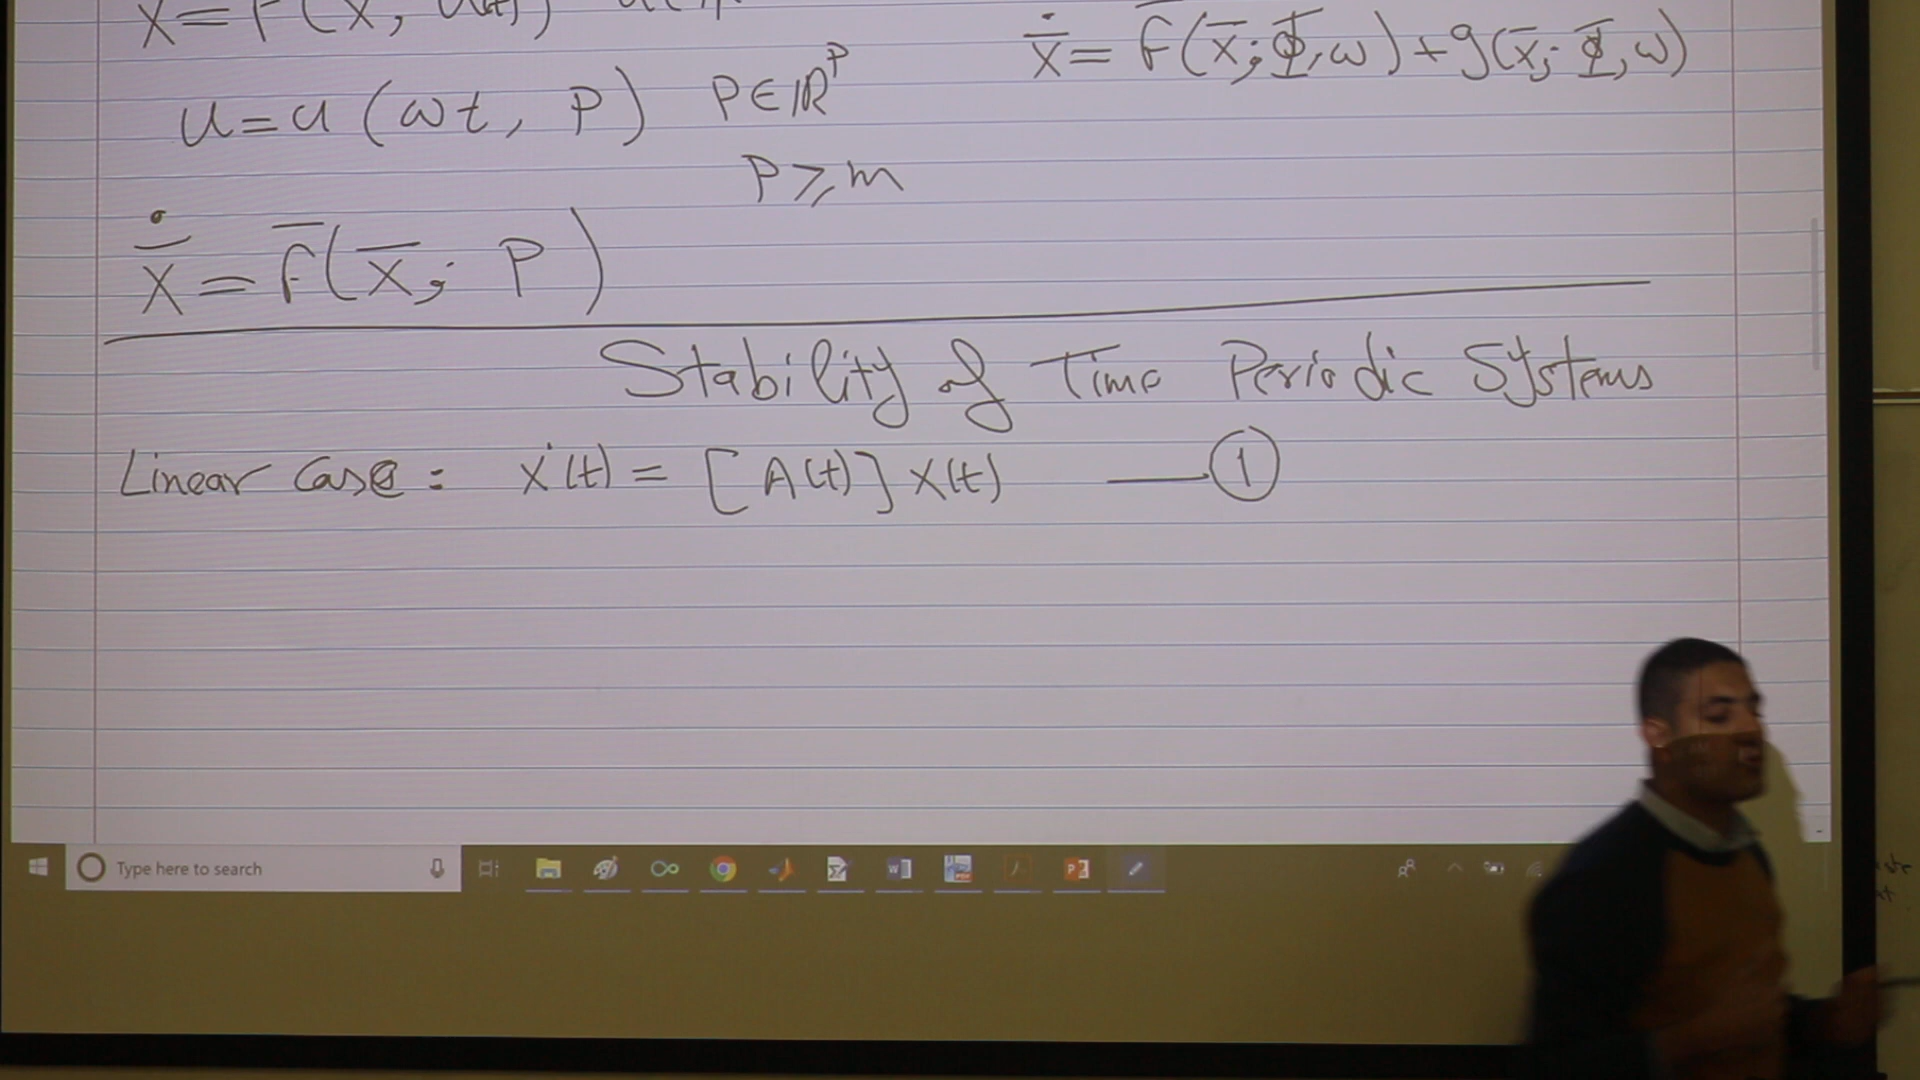 u = u (ωt, P) P ∈ ℝᵖ
P ⩾ m
ẋ̄ = F̄(x̄; Φ, ω) + g(x̄; Φ, ω)
ẋ̄ = F̄(x̄; P)
Stability of Time Periodic Systems
Linear Case: ẋ(t) = [A(t)] x(t) — ①
Type here to search